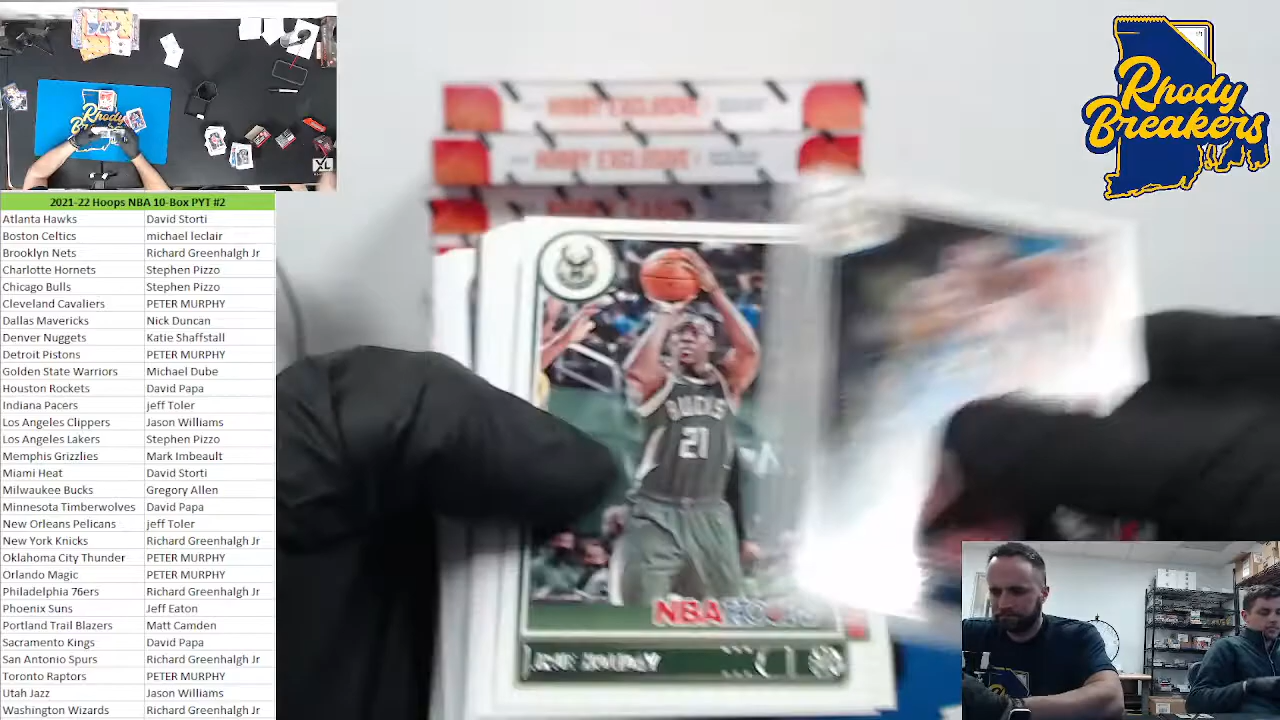 2021-22 Hoops NBA 10-Box PYT #2
Atlanta Hawks David Storti
Boston Celtics michael leclair
Brooklyn Nets Richard Greenhalgh Jr
Charlotte Hornets Stephen Pizzo
Chicago Bulls Stephen Pizzo
Cleveland Cavaliers PETER MURPHY
Dallas Mavericks Nick Duncan
Denver Nuggets Katie Shaffstall
Detroit Pistons PETER MURPHY
Golden State Warriors Michael Dube
Houston Rockets David Papa
Indiana Pacers jeff Toler
Los Angeles Clippers Jason Williams
Los Angeles Lakers Stephen Pizzo
Memphis Grizzlies Mark Imbeault
Miami Heat David Storti
Milwaukee Bucks Gregory Allen
Minnesota Timberwolves David Papa
New Orleans Pelicans jeff Toler
New York Knicks Richard Greenhalgh Jr
Oklahoma City Thunder PETER MURPHY
Orlando Magic PETER MURPHY
Philadelphia 76ers Richard Greenhalgh Jr
Phoenix Suns Jeff Eaton
Portland Trail Blazers Matt Camden
Sacramento Kings David Papa
San Antonio Spurs Richard Greenhalgh Jr
Toronto Raptors PETER MURPHY
Utah Jazz Jason Williams
Washington Wizards Richard Greenhalgh Jr
HOBBY EXCLUSIVE
HOBBY EXCLUSIVE
BUCKS
21
NBA HOOPS
Rhody
Breakers
Rhody
XL